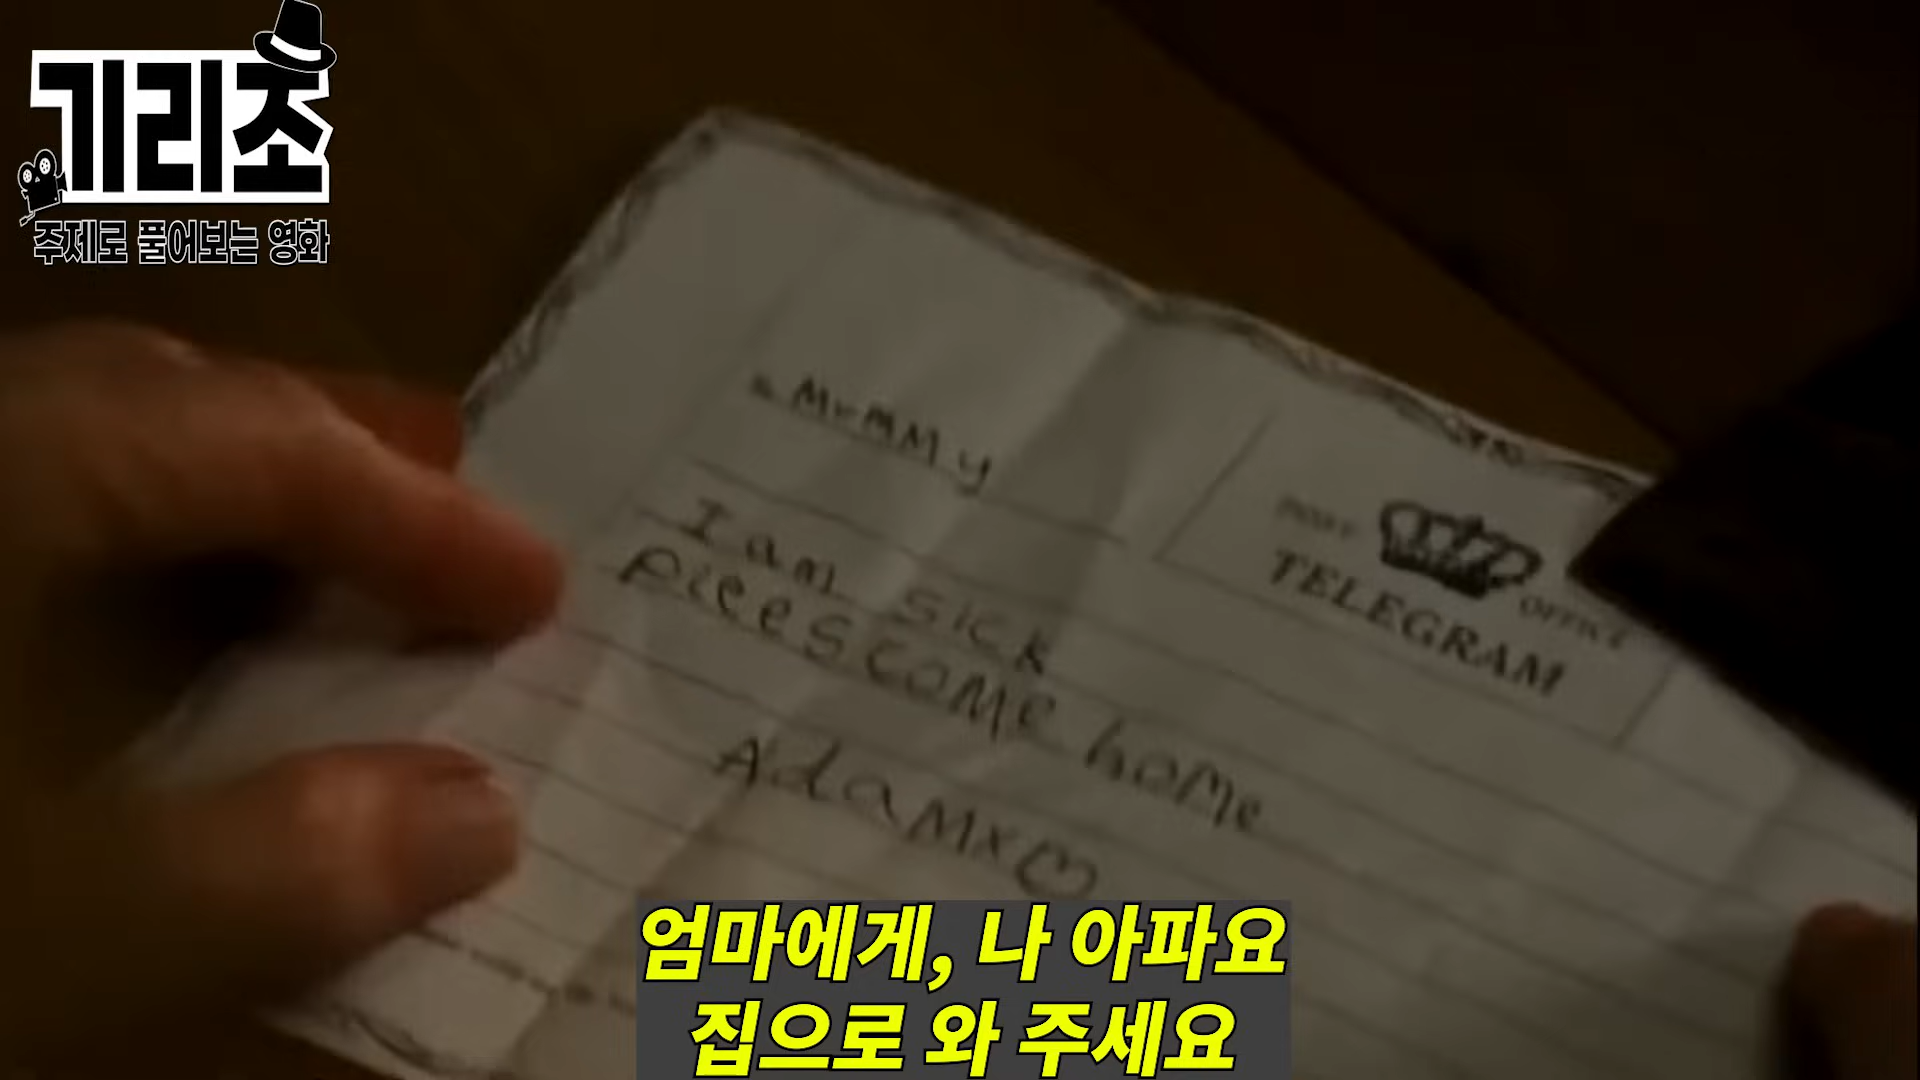 기리조
주제로 풀어보는 영화
MUMMY
I am sick
plees come home
Adam x ♡
POST OFFICE
TELEGRAM
엄마에게, 나 아파요
집으로 와 주세요